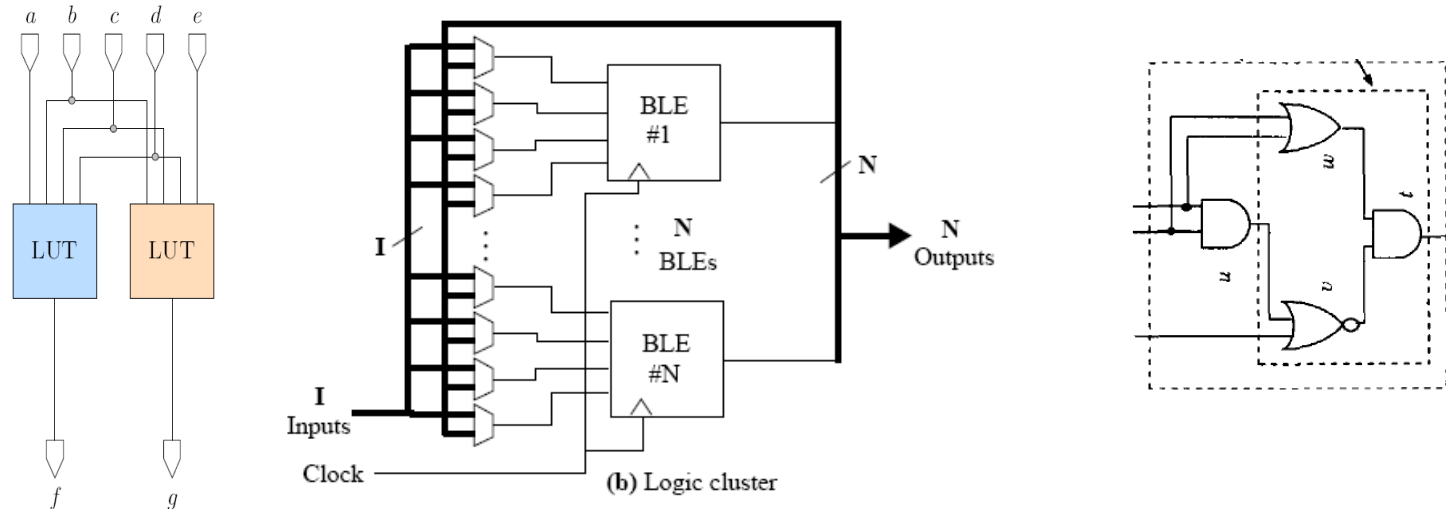 a b c d e
LUT LUT
f g
BLE
#1
N
I
N
BLEs
N
Outputs
BLE
#N
I
Inputs
Clock
(b) Logic cluster
m
t
n
v